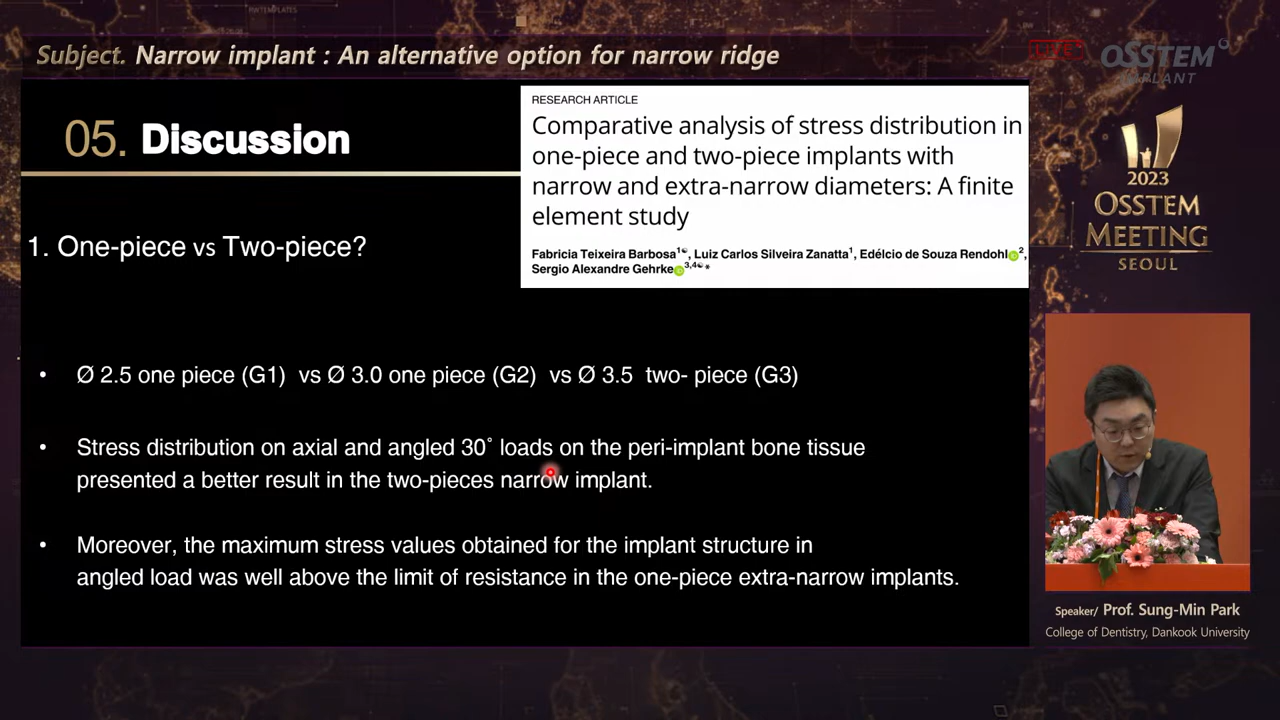 Subject. Narrow implant : An alternative option for narrow ridge
LIVE
OSSTEM
IMPLANT
05. Discussion
RESEARCH ARTICLE
Comparative analysis of stress distribution in
one-piece and two-piece implants with
narrow and extra-narrow diameters: A finite
element study
Fabricia Teixeira Barbosa¹, Luiz Carlos Silveira Zanatta¹, Edélcio de Souza Rendohl²,
Sergio Alexandre Gehrke³,⁴*
1. One-piece vs Two-piece?
• Ø 2.5 one piece (G1) vs Ø 3.0 one piece (G2) vs Ø 3.5 two- piece (G3)
• Stress distribution on axial and angled 30˚ loads on the peri-implant bone tissue
presented a better result in the two-pieces narrow implant.
• Moreover, the maximum stress values obtained for the implant structure in
angled load was well above the limit of resistance in the one-piece extra-narrow implants.
2023
OSSTEM
MEETING
SEOUL
Speaker/ Prof. Sung-Min Park
College of Dentistry, Dankook University